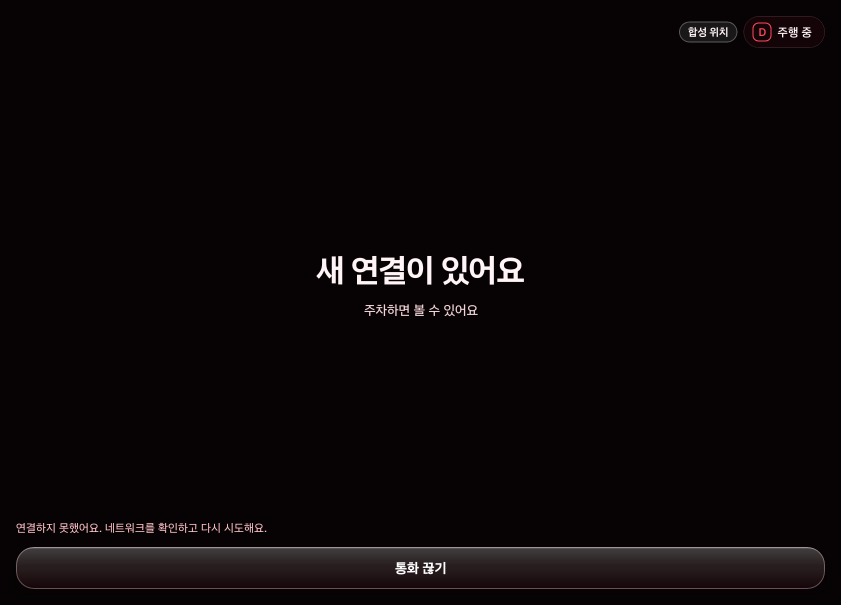 합성 위치
D 주행 중
새 연결이 있어요
주차하면 볼 수 있어요
연결하지 못했어요. 네트워크를 확인하고 다시 시도해요.
통화 끊기